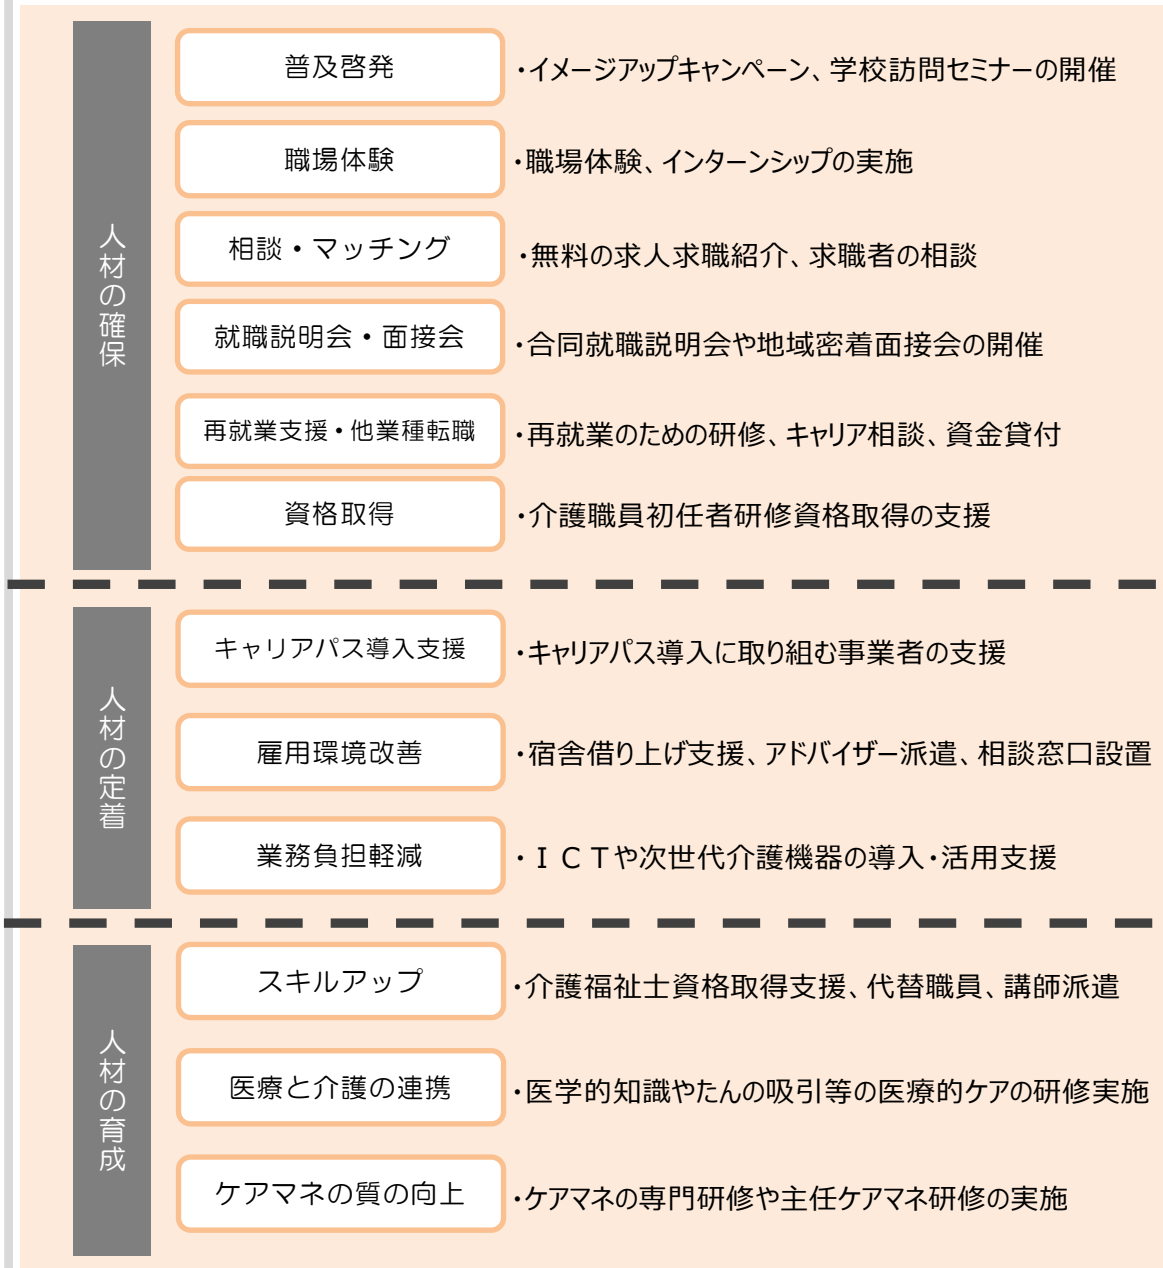 人材の確保
普及啓発
・イメージアップキャンペーン、学校訪問セミナーの開催
職場体験
・職場体験、インターンシップの実施
相談・マッチング
・無料の求人求職紹介、求職者の相談
就職説明会・面接会
・合同就職説明会や地域密着面接会の開催
再就業支援・他業種転職
・再就業のための研修、キャリア相談、資金貸付
資格取得
・介護職員初任者研修資格取得の支援
人材の定着
キャリアパス導入支援
・キャリアパス導入に取り組む事業者の支援
雇用環境改善
・宿舎借り上げ支援、アドバイザー派遣、相談窓口設置
業務負担軽減
・ＩＣＴや次世代介護機器の導入・活用支援
人材の育成
スキルアップ
・介護福祉士資格取得支援、代替職員、講師派遣
医療と介護の連携
・医学的知識やたんの吸引等の医療的ケアの研修実施
ケアマネの質の向上
・ケアマネの専門研修や主任ケアマネ研修の実施